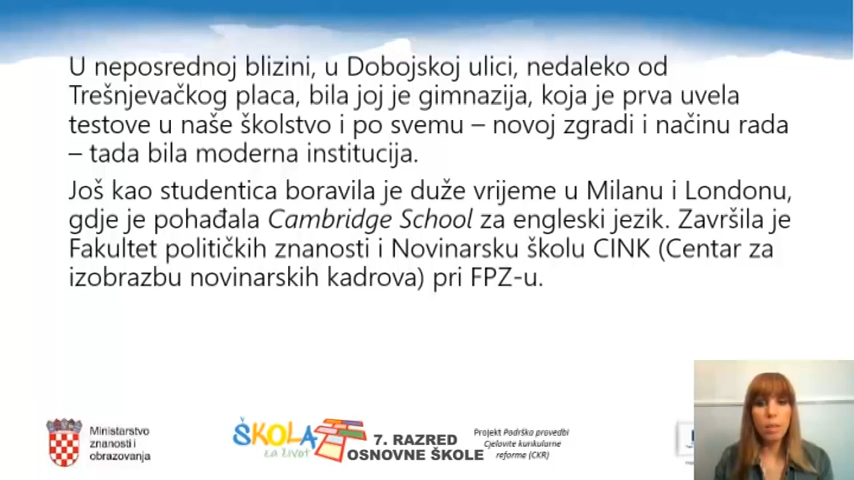 U neposrednoj blizini, u Dobojskoj ulici, nedaleko od
Trešnjevačkog placa, bila joj je gimnazija, koja je prva uvela
testove u naše školstvo i po svemu – novoj zgradi i načinu rada
– tada bila moderna institucija.
Još kao studentica boravila je duže vrijeme u Milanu i Londonu,
gdje je pohađala Cambridge School za engleski jezik. Završila je
Fakultet političkih znanosti i Novinarsku školu CINK (Centar za
izobrazbu novinarskih kadrova) pri FPZ-u.
Ministarstvo
znanosti i
obrazovanja
ŠKOLA
za život
7. RAZRED
OSNOVNE ŠKOLE
Projekt Podrška provedbi
Cjelovite kurikularne
reforme (CKR)